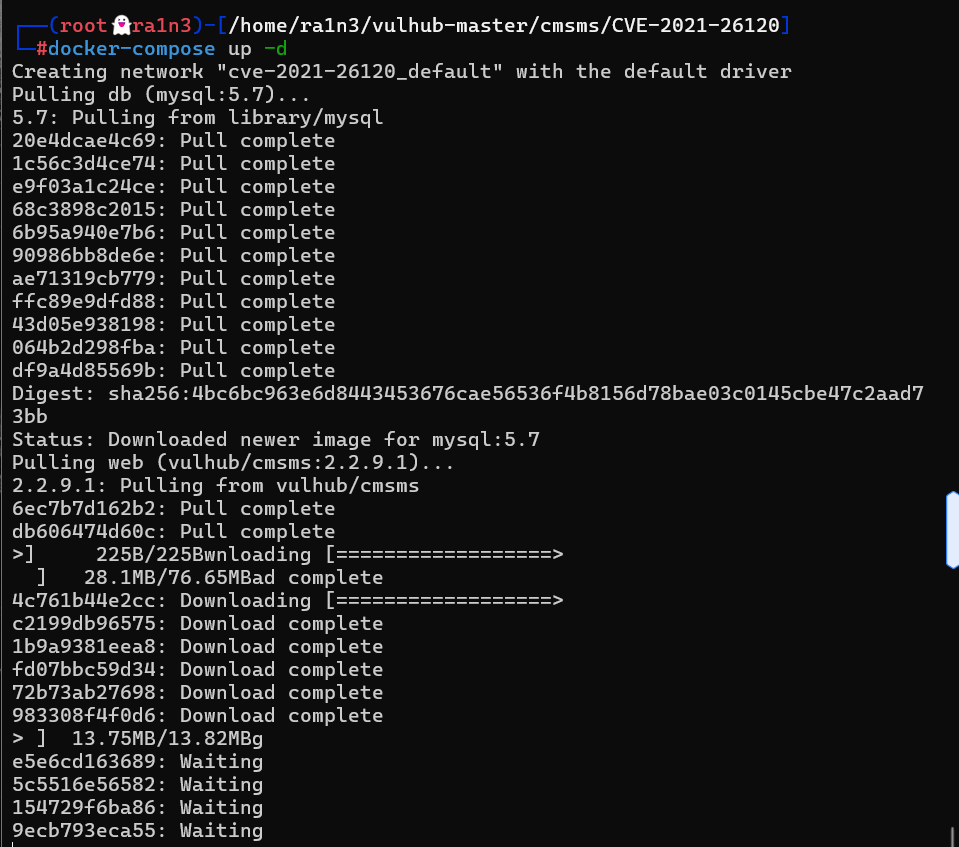 ┌──(root👻ra1n3)-[/home/ra1n3/vulhub-master/cmsms/CVE-2021-26120]
└─#docker-compose up -d
Creating network "cve-2021-26120_default" with the default driver
Pulling db (mysql:5.7)...
5.7: Pulling from library/mysql
20e4dcae4c69: Pull complete
1c56c3d4ce74: Pull complete
e9f03a1c24ce: Pull complete
68c3898c2015: Pull complete
6b95a940e7b6: Pull complete
90986bb8de6e: Pull complete
ae71319cb779: Pull complete
ffc89e9dfd88: Pull complete
43d05e938198: Pull complete
064b2d298fba: Pull complete
df9a4d85569b: Pull complete
Digest: sha256:4bc6bc963e6d8443453676cae56536f4b8156d78bae03c0145cbe47c2aad7
3bb
Status: Downloaded newer image for mysql:5.7
Pulling web (vulhub/cmsms:2.2.9.1)...
2.2.9.1: Pulling from vulhub/cmsms
6ec7b7d162b2: Pull complete
db606474d60c: Pull complete
>]     225B/225Bwnloading [==================>
  ]   28.1MB/76.65MBad complete
4c761b44e2cc: Downloading [==================>
c2199db96575: Download complete
1b9a9381eea8: Download complete
fd07bbc59d34: Download complete
72b73ab27698: Download complete
983308f4f0d6: Download complete
> ]  13.75MB/13.82MBg
e5e6cd163689: Waiting
5c5516e56582: Waiting
154729f6ba86: Waiting
9ecb793eca55: Waiting